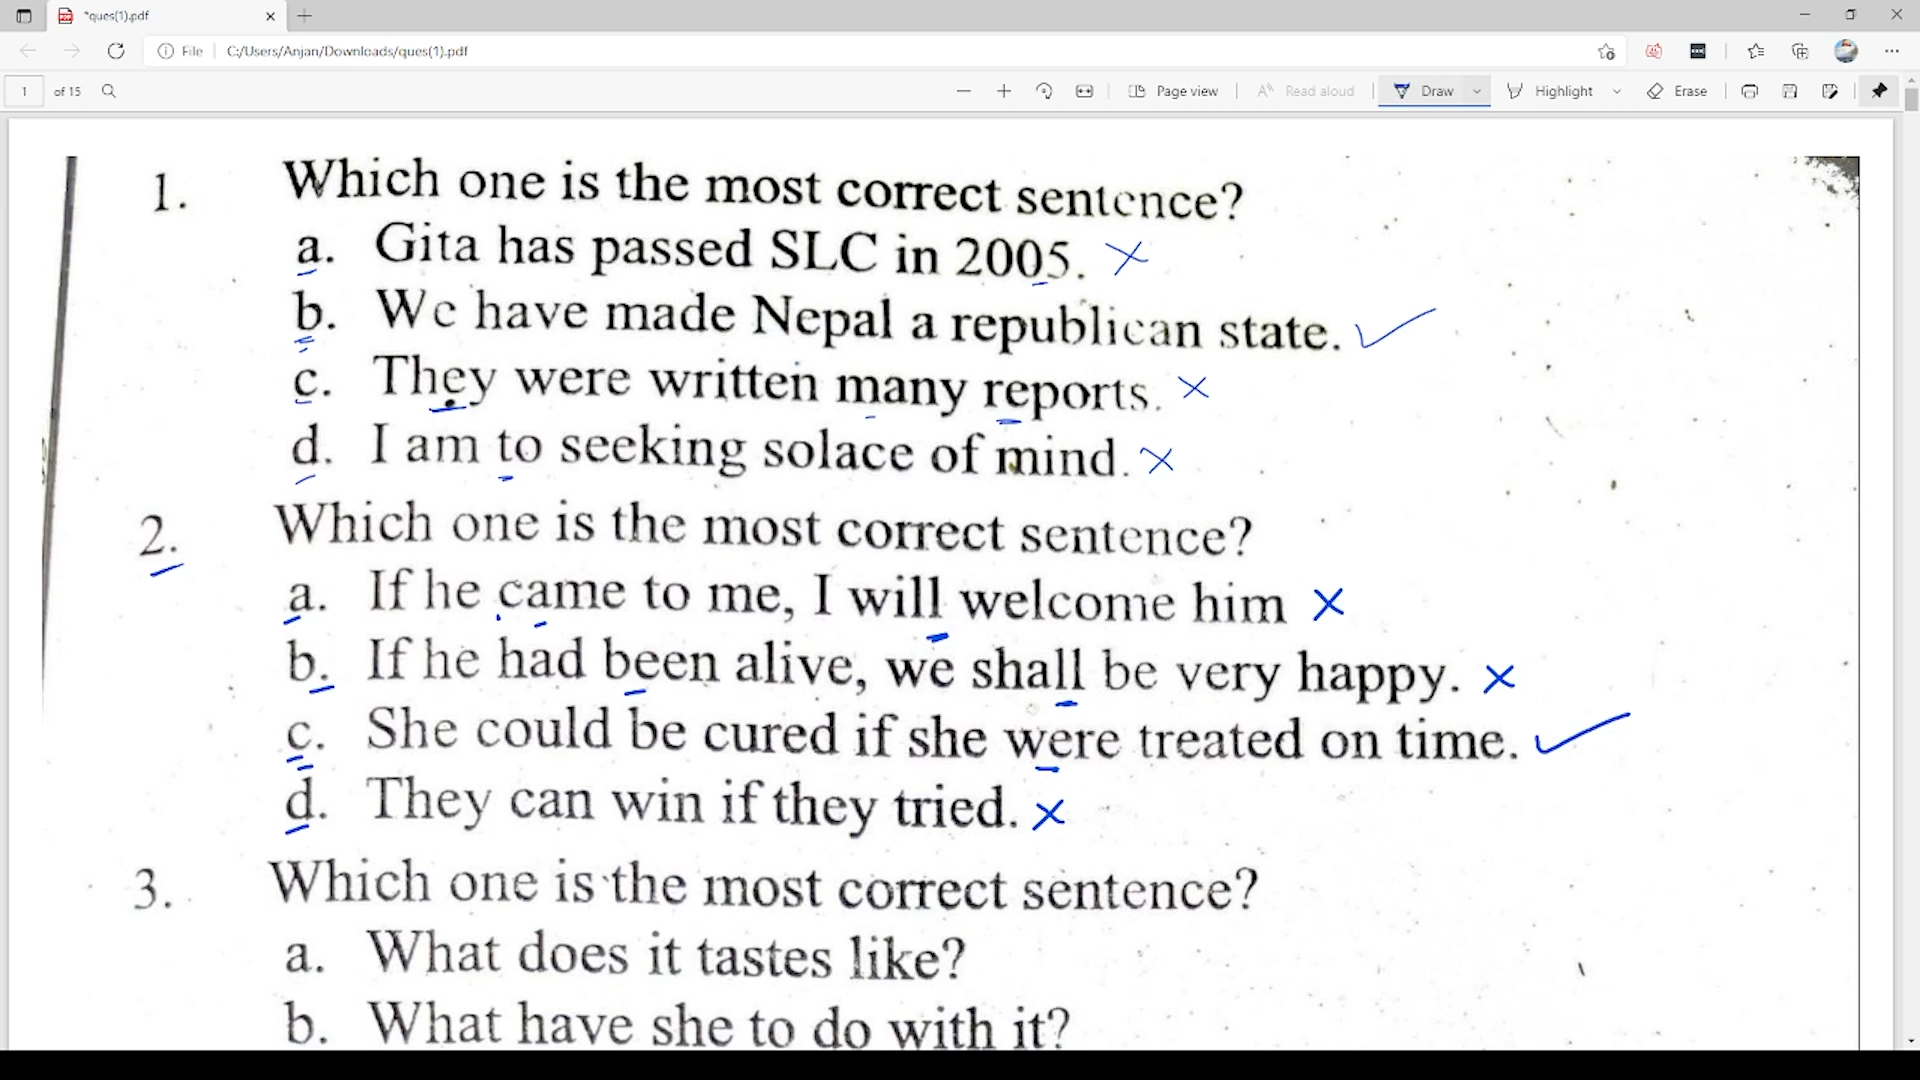 *ques(1).pdf
File C:/Users/Anjan/Downloads/ques(1).pdf
1 of 15 Page view Read aloud Draw Highlight Erase
1. Which one is the most correct sentence?
a. Gita has passed SLC in 2005.
b. We have made Nepal a republican state.
c. They were written many reports.
d. I am to seeking solace of mind.
2. Which one is the most correct sentence?
a. If he came to me, I will welcome him
b. If he had been alive, we shall be very happy.
c. She could be cured if she were treated on time.
d. They can win if they tried.
3. Which one is the most correct sentence?
a. What does it tastes like?
b. What have she to do with it?